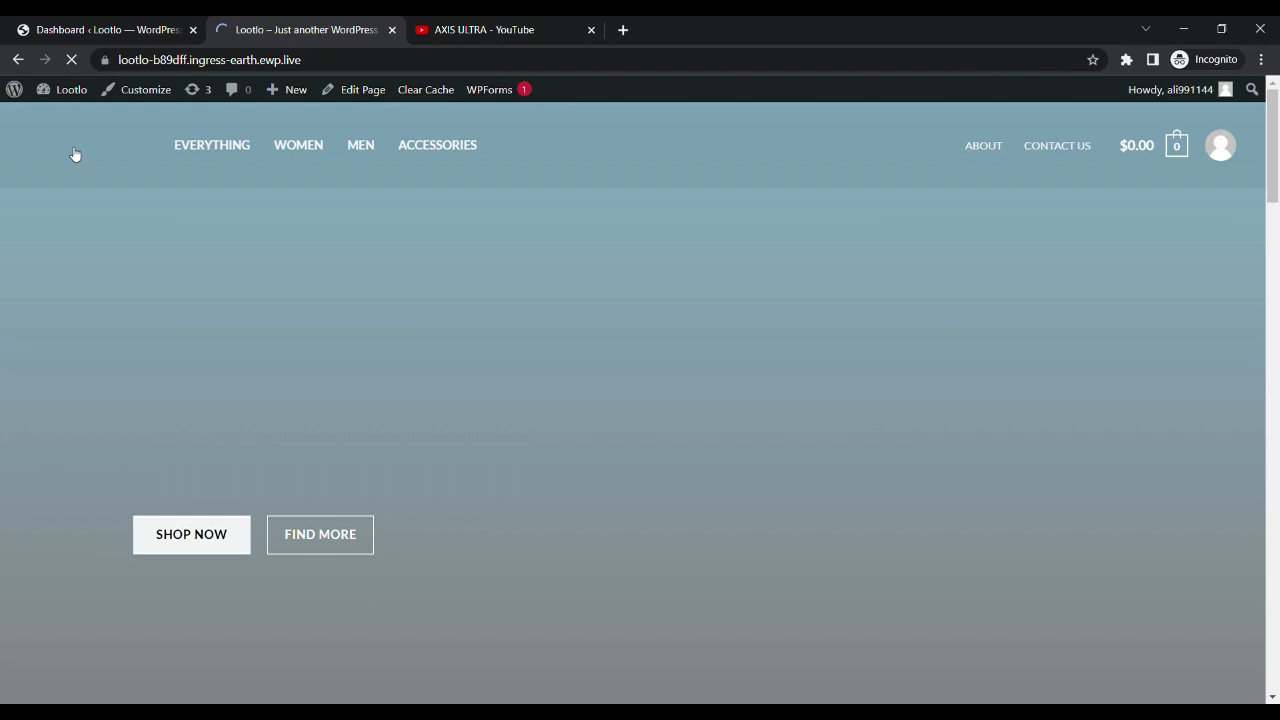 Dashboard ‹ Lootlo — WordPres
Lootlo – Just another WordPress
AXIS ULTRA - YouTube
lootlo-b89dff.ingress-earth.ewp.live
Incognito
Lootlo
Customize
3
0
New
Edit Page
Clear Cache
WPForms 1
Howdy, ali991144
EVERYTHING
WOMEN
MEN
ACCESSORIES
ABOUT
CONTACT US
$0.00
0
SHOP NOW
FIND MORE